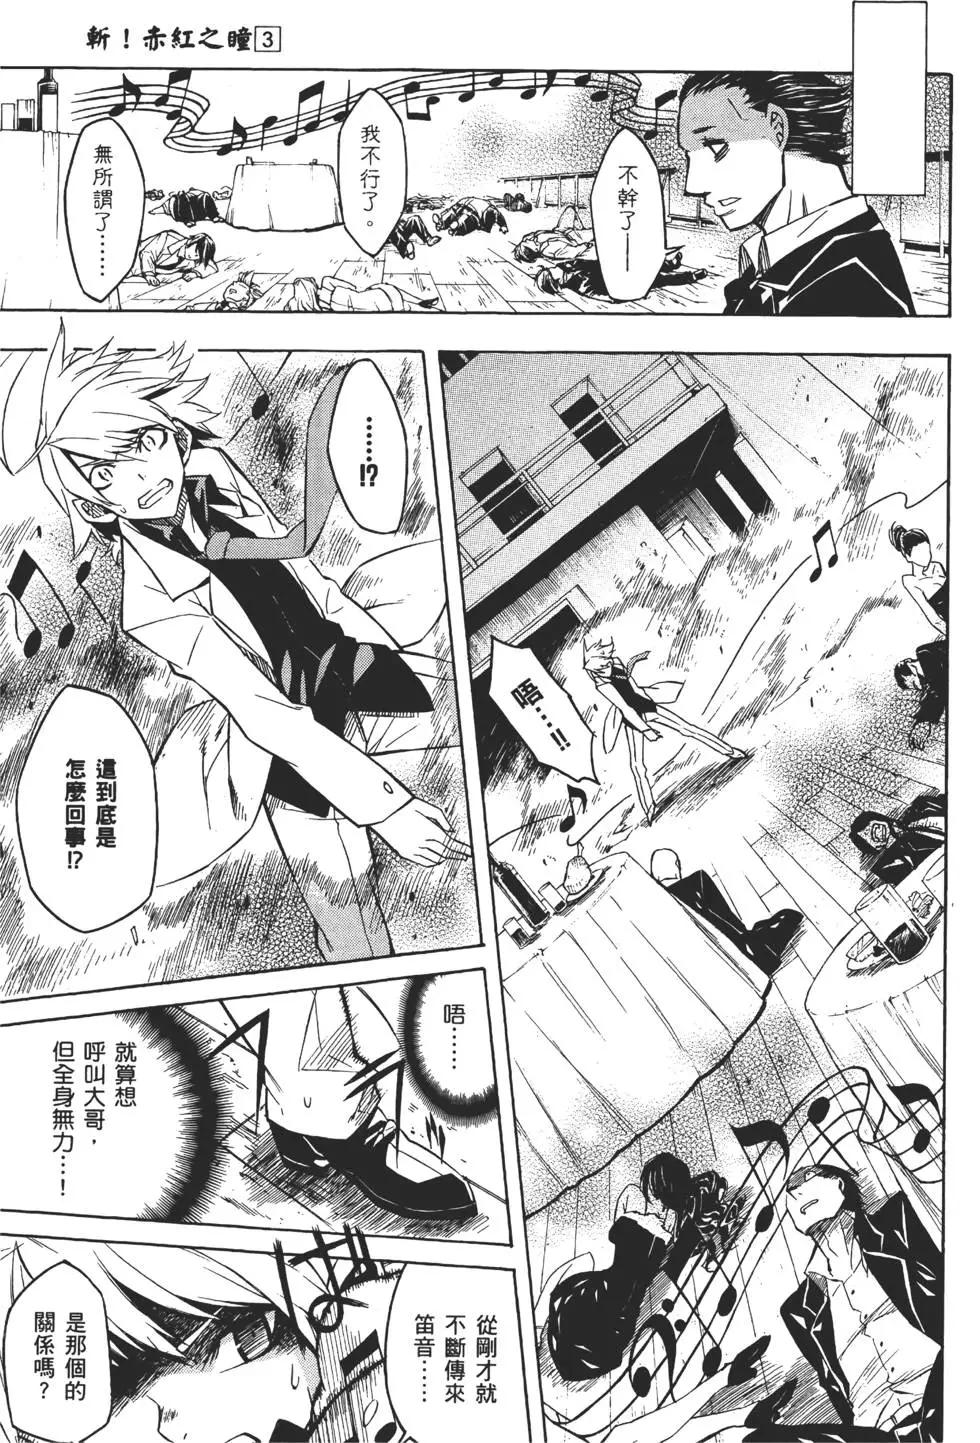 斬！赤紅之瞳3
不幹了——
我不行了。
無所謂了……
唔……!!
……!?
這到底是
怎麼回事!?
唔……
就算想
呼叫大哥，
但全身無力……！
從剛才就
不斷傳來
笛音……
是那個的
關係嗎？